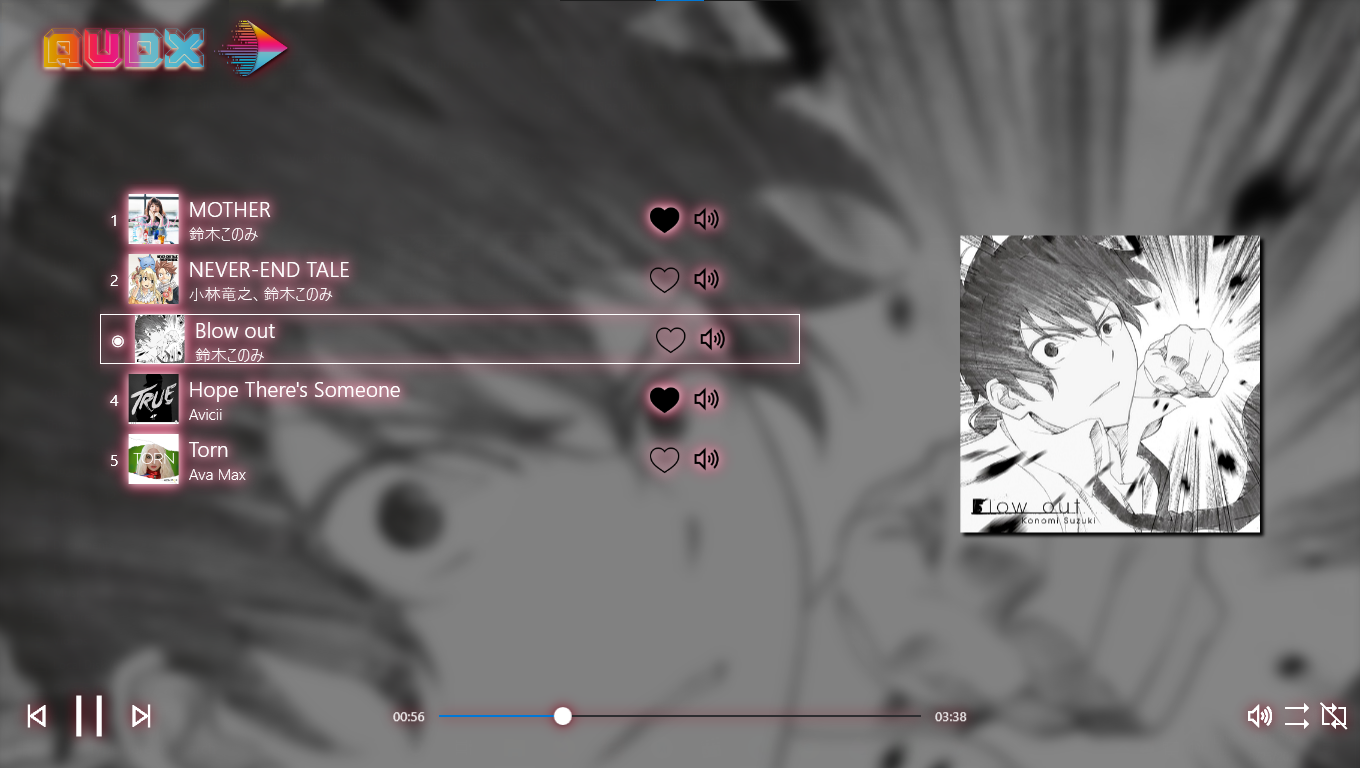 AUDX
1
MOTHER
鈴木このみ
2
NEVER-END TALE
小林竜之、鈴木このみ
Blow out
鈴木このみ
4
TRUE
Hope There's Someone
Avicii
5
TORN
Torn
Ava Max
Blow out
Konomi Suzuki
00:56
03:38